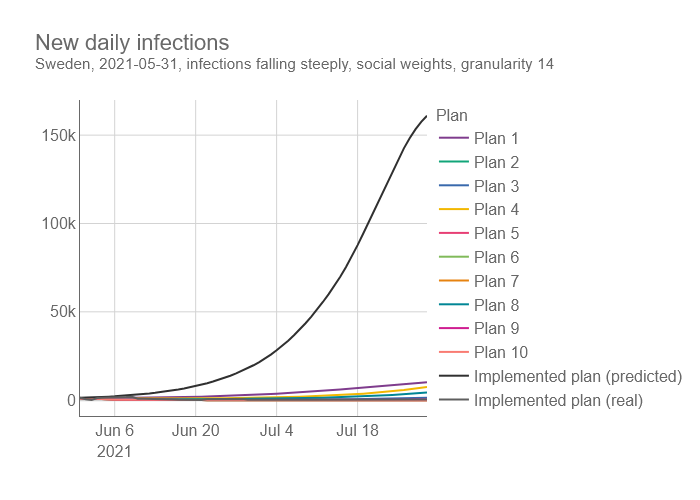 New daily infections
Sweden, 2021-05-31, infections falling steeply, social weights, granularity 14
150k
100k
50k
0
Jun 6
2021
Jun 20
Jul 4
Jul 18
Plan
Plan 1
Plan 2
Plan 3
Plan 4
Plan 5
Plan 6
Plan 7
Plan 8
Plan 9
Plan 10
Implemented plan (predicted)
Implemented plan (real)